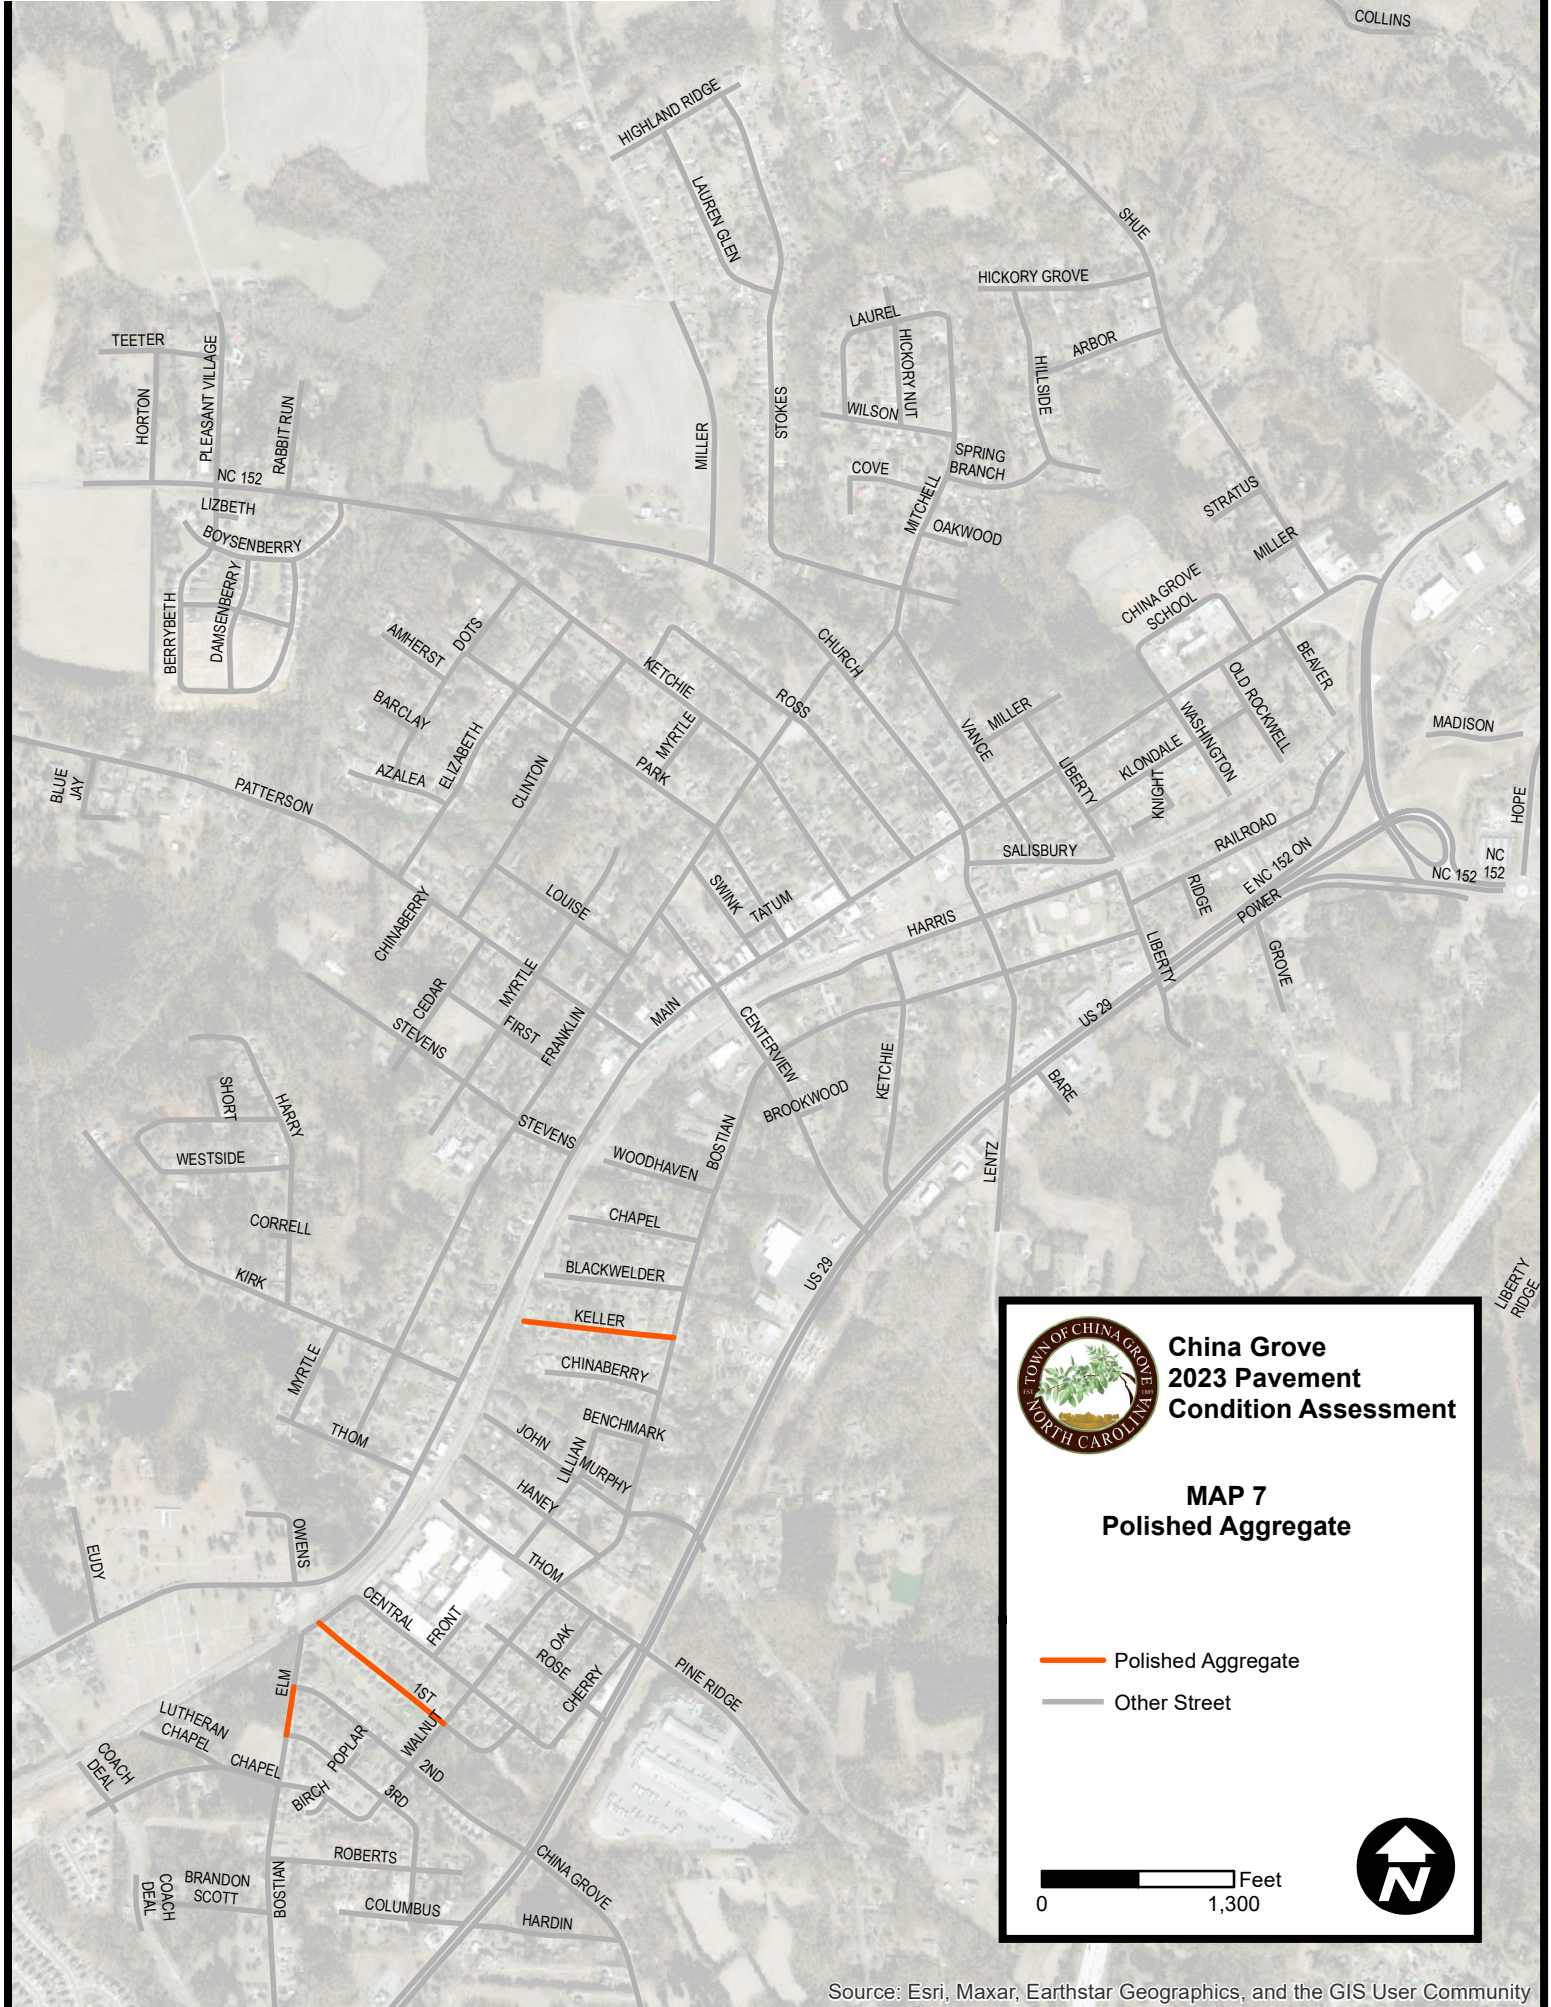 COLLINS
HIGHLAND RIDGE
LAUREN GLEN
SHUE
HICKORY GROVE
LAUREL
HICKORY NUT
ARBOR
HILLSIDE
TEETER
PLEASANT VILLAGE
HORTON
RABBIT RUN
MILLER
STOKES
WILSON
SPRING
BRANCH
COVE
NC 152
MITCHELL
STRATUS
LIZBETH
BOYSENBERRY
OAKWOOD
MILLER
CHINA GROVE
SCHOOL
BERRYBETH
DAMSENBERRY
AMHERST
DOTS
CHURCH
KETCHIE
BEAVER
OLD ROCKWELL
BARCLAY
ROSS
MYRTLE
MILLER
WASHINGTON
MADISON
ELIZABETH
VANCE
KLONDALE
AZALEA
CLINTON
PARK
LIBERTY
KNIGHT
BLUE
JAY
PATTERSON
HOPE
RAILROAD
SALISBURY
E NC 152 ON
NC
152
NC 152
SWINK
TATUM
LOUISE
CHINABERRY
RIDGE
POWER
HARRIS
LIBERTY
GROVE
CEDAR
MYRTLE
MAIN
FIRST
FRANKLIN
STEVENS
CENTERVIEW
US 29
KETCHIE
BARE
BROOKWOOD
SHORT
HARRY
STEVENS
BOSTIAN
WESTSIDE
WOODHAVEN
LENTZ
CORRELL
CHAPEL
KIRK
BLACKWELDER
US 29
LIBERTY
RIDGE
KELLER
MYRTLE
CHINABERRY
THOM
BENCHMARK
JOHN
LILLIAN
MURPHY
HANEY
OWENS
EUDY
THOM
CENTRAL
FRONT
OAK
ROSE
CHERRY
PINE RIDGE
ELM
1ST
LUTHERAN
CHAPEL
WALNUT
POPLAR
COACH
DEAL
CHAPEL
2ND
BIRCH
3RD
ROBERTS
CHINA GROVE
BRANDON
SCOTT
COACH
DEAL
BOSTIAN
COLUMBUS
HARDIN
TOWN OF CHINA GROVE
EST.
1889
NORTH CAROLINA
China Grove
2023 Pavement
Condition Assessment
MAP 7
Polished Aggregate
Polished Aggregate
Other Street
Feet
0
1,300
N
Source: Esri, Maxar, Earthstar Geographics, and the GIS User Community